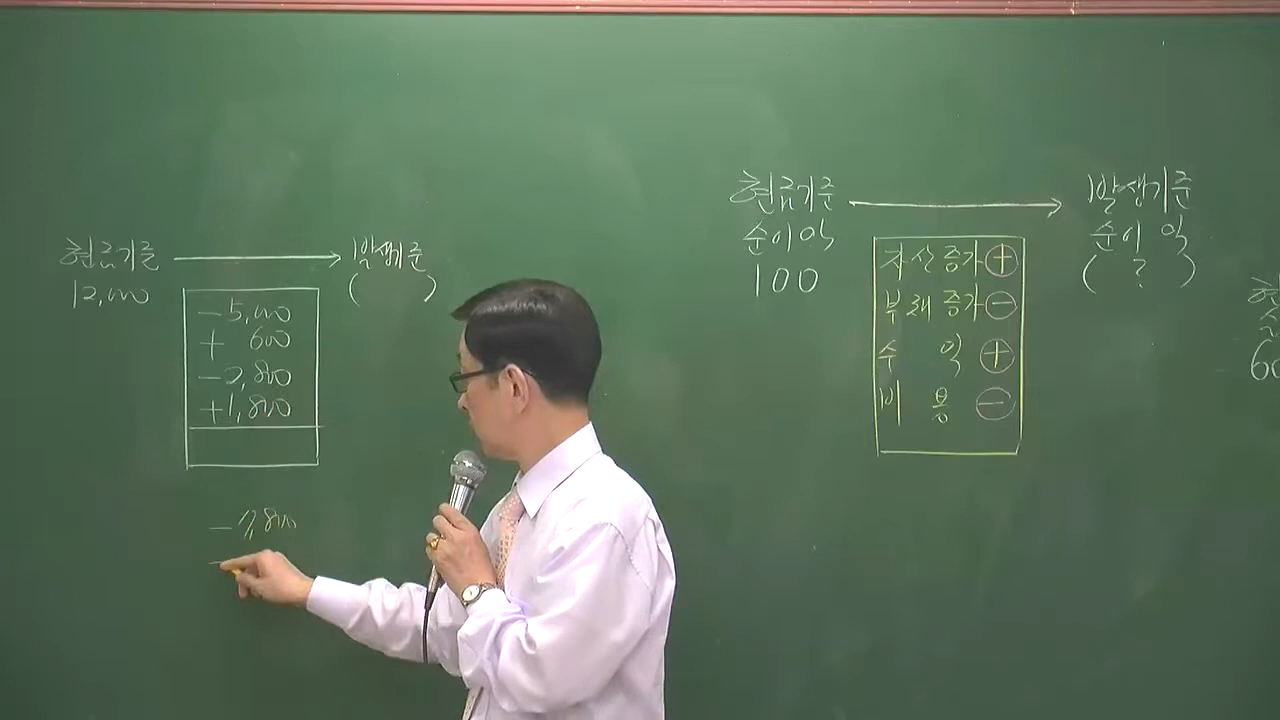 현금기준
12,000
발생기준
(    )
-5,000
+ 600
-2,800
+1,800
-7,800
현금기준
순이익
100
발생기준
순이익
( ? )
자산증가 +
부채증가 -
수 익 +
비 용 -
60